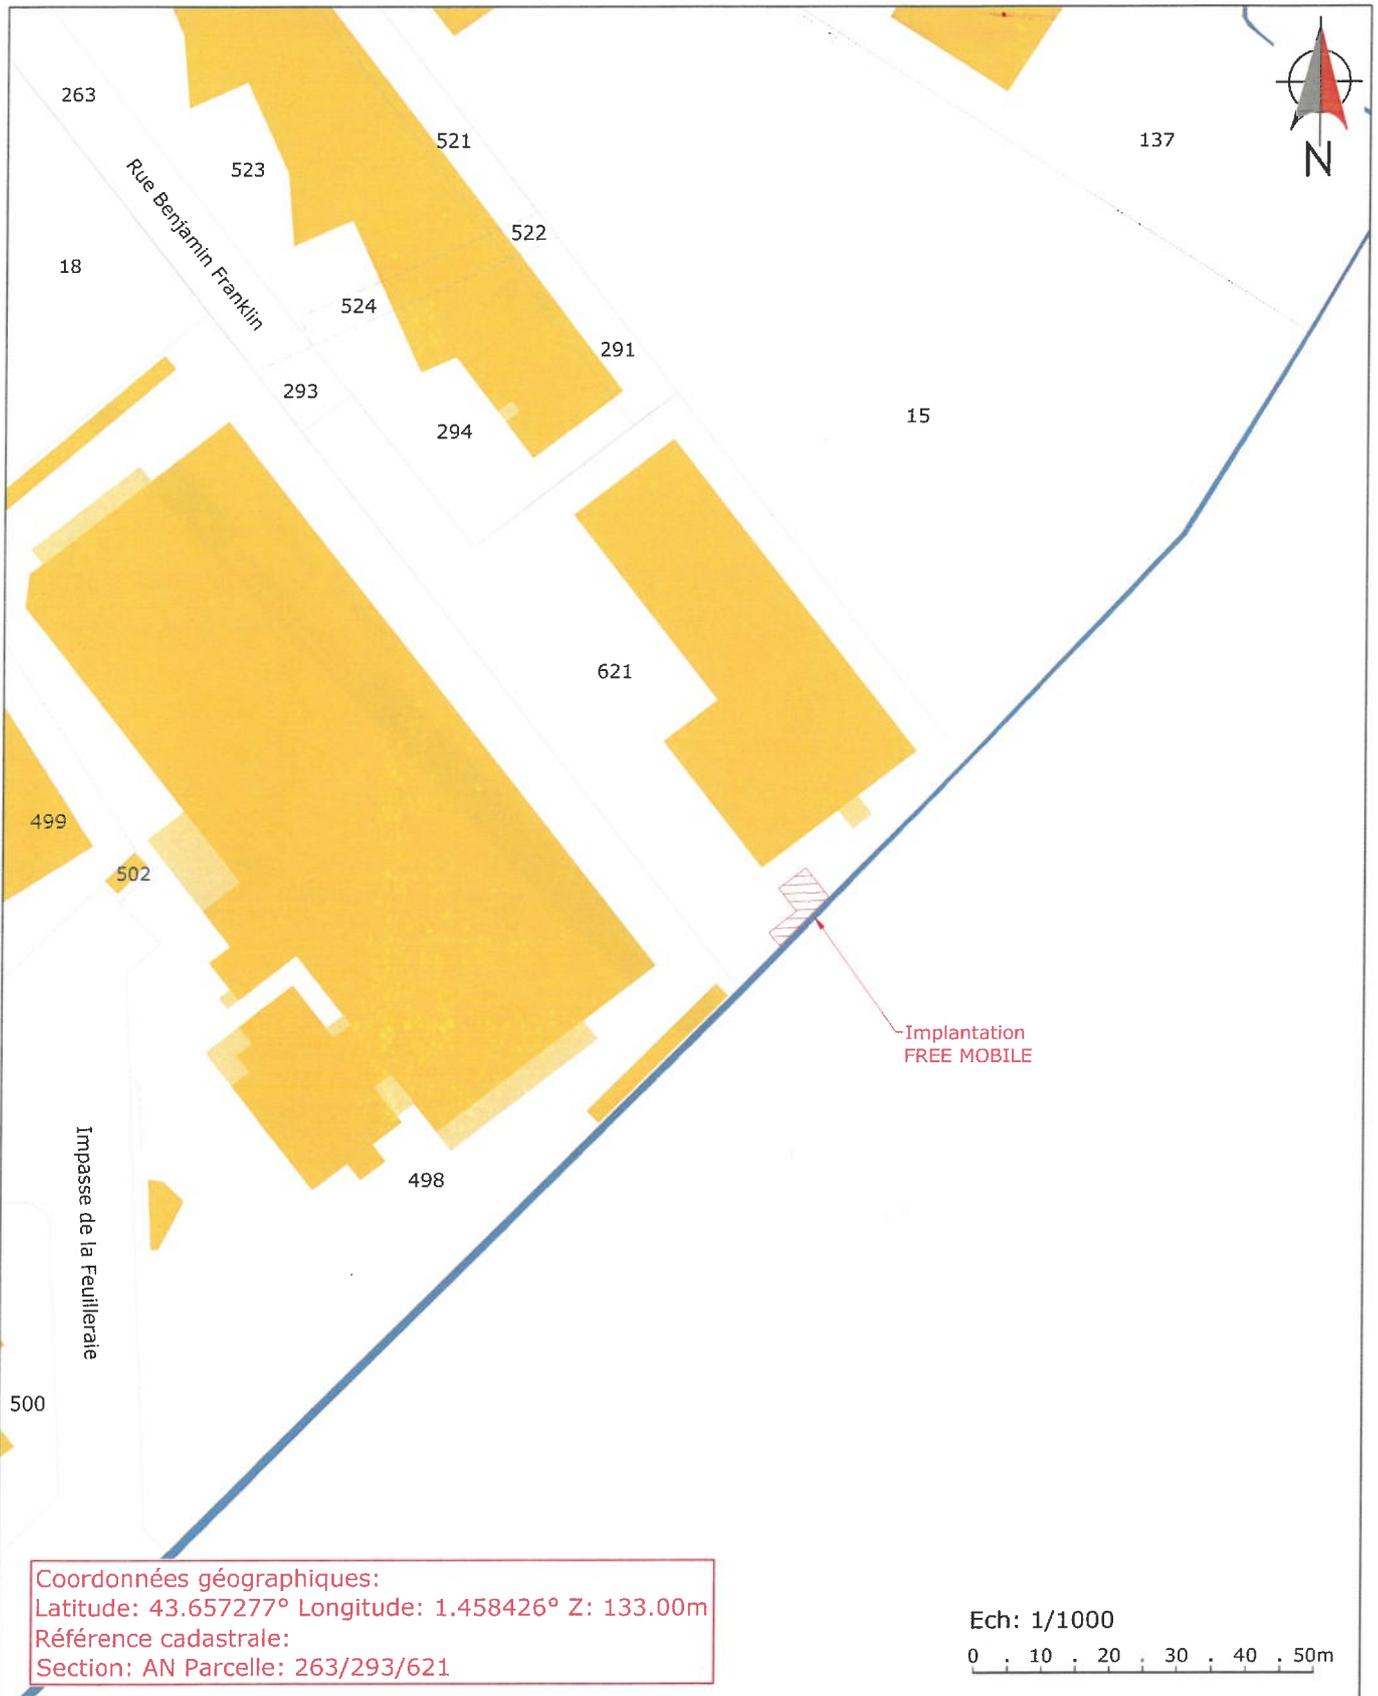 263
521
137
N
523
Rue Benjamin Franklin
522
18
524
291
293
15
294
621
499
502
Implantation
FREE MOBILE
Impasse de la Feuilleraie
498
500
Coordonnées géographiques:
Latitude: 43.657277° Longitude: 1.458426° Z: 133.00m
Référence cadastrale:
Section: AN Parcelle: 263/293/621
Ech: 1/1000
0 . 10 . 20 . 30 . 40 . 50m